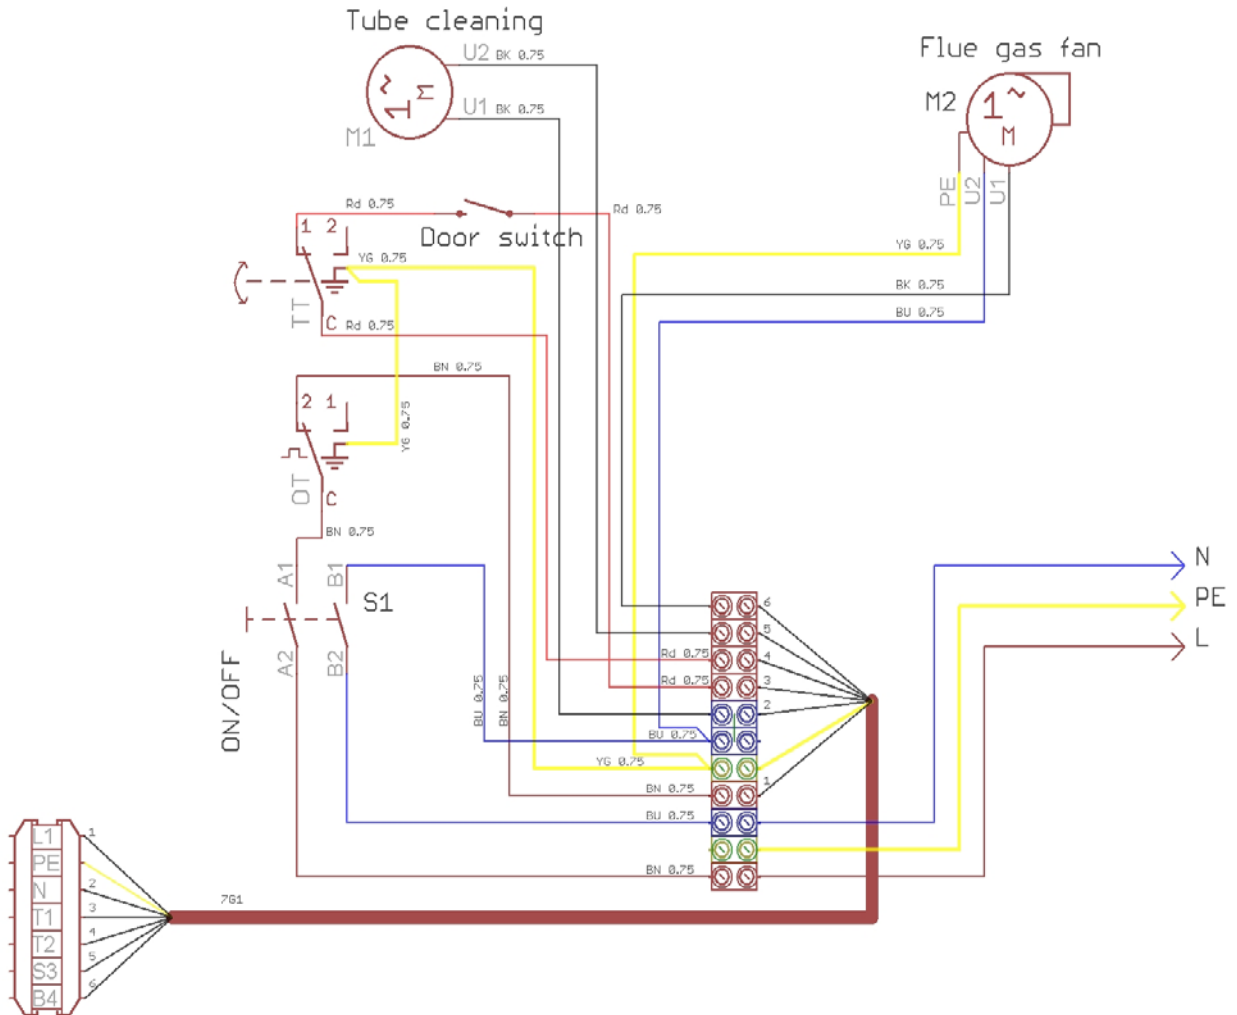 Tube cleaning
Flue gas fan
U2 BK 0.75
M2
1~
M
1~
M
U1 BK 0.75
M1
PE
U2
U1
Rd 0.75
Rd 0.75
1 2
Door switch
YG 0.75
YG 0.75
BK 0.75
BU 0.75
TT
C
Rd 0.75
BN 0.75
2 1
YG 0.75
OT
C
BN 0.75
A1
B1
N
S1
PE
6
5
L
ON/OFF
A2
B2
Rd 0.75
4
Rd 0.75
3
BU 0.75
BN 0.75
2
BU 0.75
YG 0.75
BN 0.75
1
BU 0.75
L1
1
PE
BN 0.75
N
2
7G1
T1
3
T2
4
S3
5
B4
6